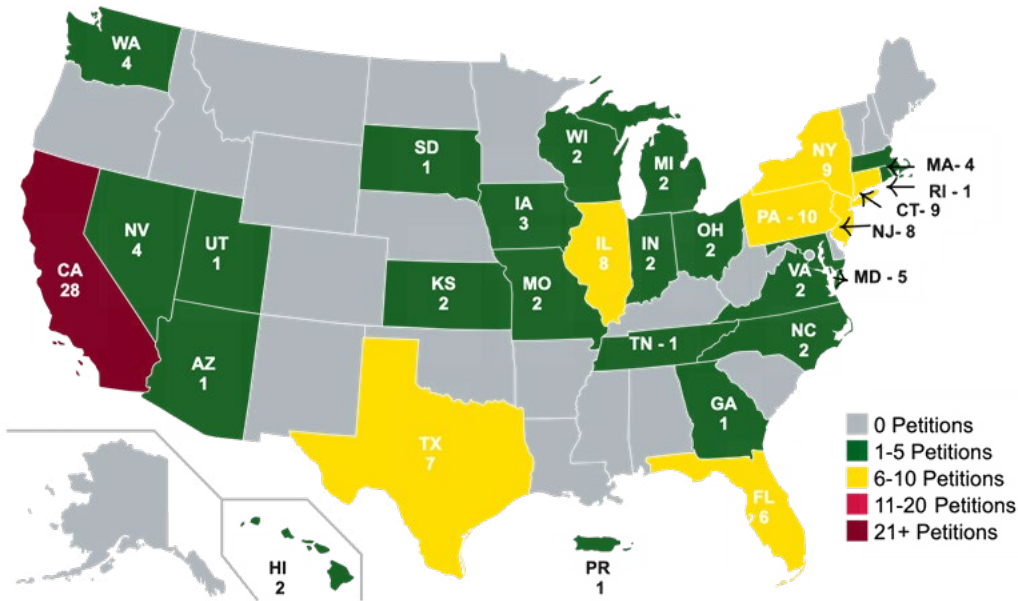 WA
4
SD
1
WI
2
MI
2
NY
9
MA- 4
RI - 1
CT- 9
NJ- 8
PA - 10
IA
3
NV
4
UT
1
IL
8
IN
2
OH
2
CA
28
KS
2
MO
2
VA
2
MD - 5
NC
2
TN - 1
AZ
1
GA
1
TX
7
FL
6
HI
2
PR
1
0 Petitions
1-5 Petitions
6-10 Petitions
11-20 Petitions
21+ Petitions